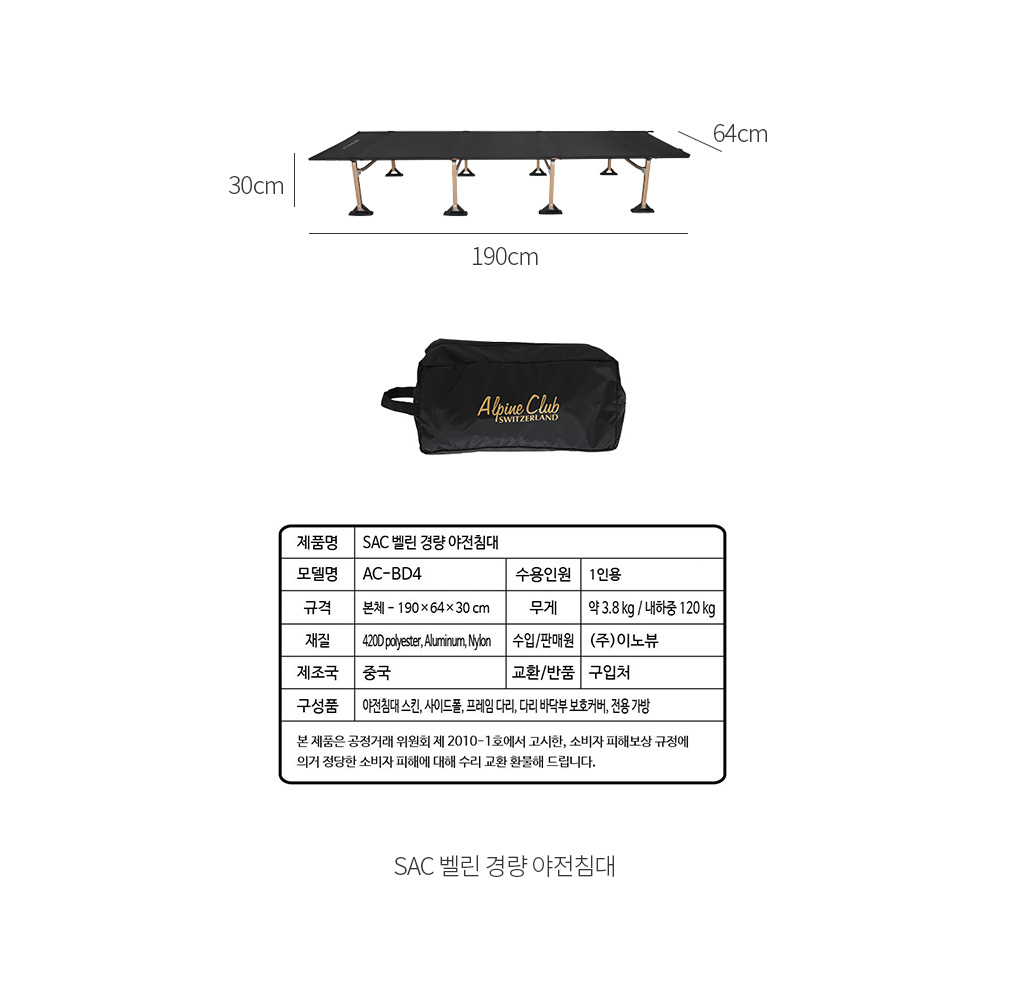 64cm
30cm
190cm
Alpine Club
SWITZERLAND
제품명 SAC 벨린 경량 야전침대
모델명 AC-BD4 수용인원 1인용
규격 본체 - 190×64×30 cm 무게 약 3.8 kg / 내하중 120 kg
재질 420D polyester, Aluminum, Nylon 수입/판매원 (주)이노뷰
제조국 중국 교환/반품 구입처
구성품 야전침대 스킨, 사이드폴, 프레임 다리, 다리 바닥부 보호커버, 전용 가방
본 제품은 공정거래 위원회 제 2010-1호에서 고시한, 소비자 피해보상 규정에
의거 정당한 소비자 피해에 대해 수리 교환 환불해 드립니다.
SAC 벨린 경량 야전침대